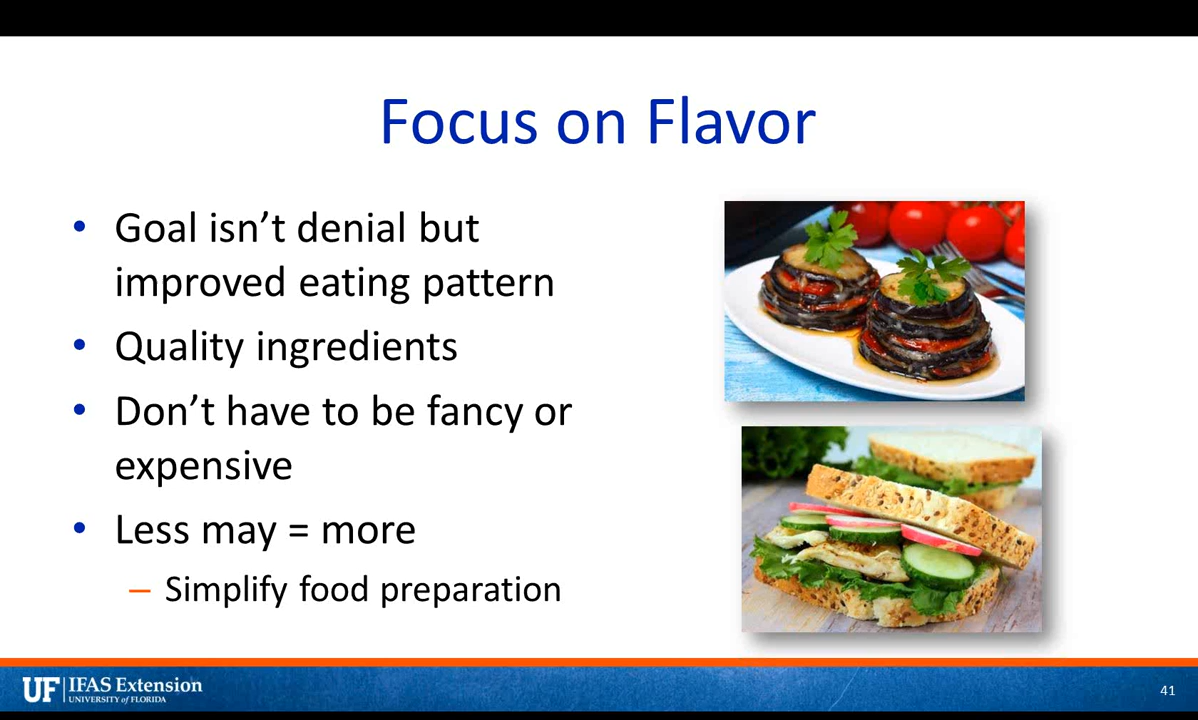 Focus on Flavor
• Goal isn’t denial but
improved eating pattern
• Quality ingredients
• Don’t have to be fancy or
expensive
• Less may = more
– Simplify food preparation
UF IFAS Extension
UNIVERSITY of FLORIDA
41